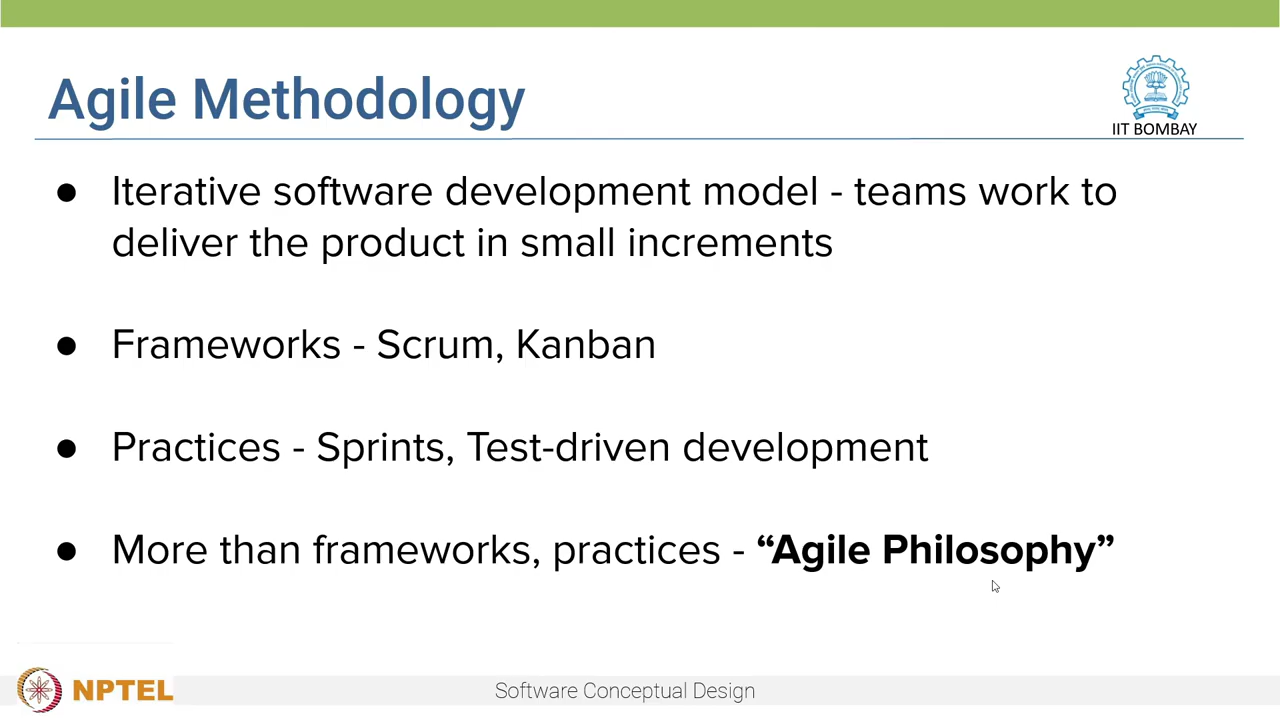 Agile Methodology
IIT BOMBAY
● Iterative software development model - teams work to
deliver the product in small increments
● Frameworks - Scrum, Kanban
● Practices - Sprints, Test-driven development
● More than frameworks, practices - “Agile Philosophy”
NPTEL
Software Conceptual Design